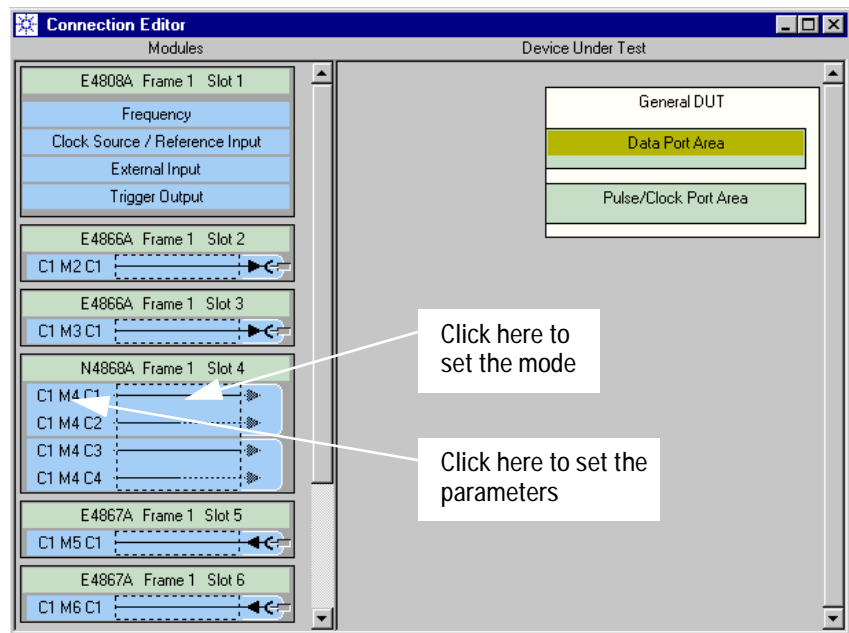 Connection Editor
Modules
Device Under Test
E4808A Frame 1 Slot 1
Frequency
Clock Source / Reference Input
External Input
Trigger Output
E4866A Frame 1 Slot 2
C1 M2 C1
E4866A Frame 1 Slot 3
C1 M3 C1
N4868A Frame 1 Slot 4
C1 M4 C1
C1 M4 C2
C1 M4 C3
C1 M4 C4
E4867A Frame 1 Slot 5
C1 M5 C1
E4867A Frame 1 Slot 6
C1 M6 C1
General DUT
Data Port Area
Pulse/Clock Port Area
Click here to
set the mode
Click here to set the
parameters